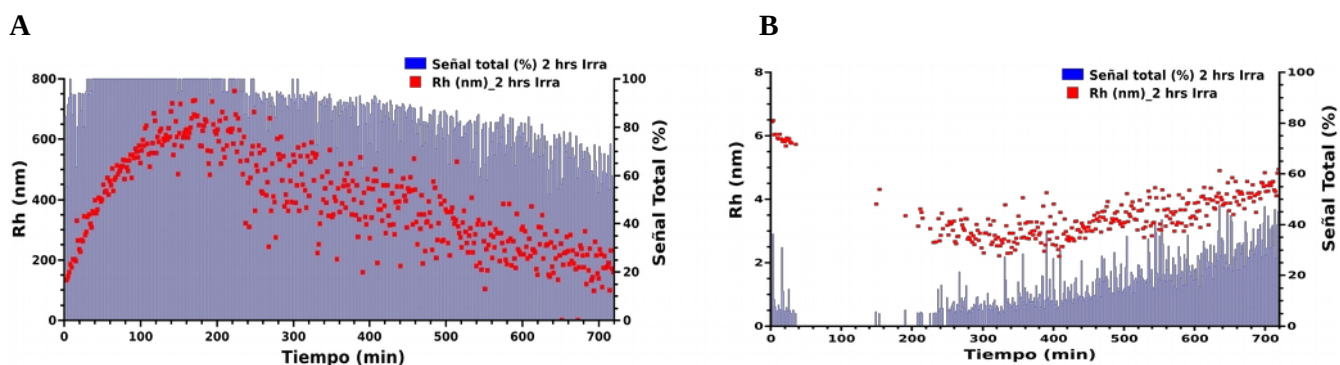 A
Señal total (%) 2 hrs Irra
Rh (nm)_2 hrs Irra
Rh (nm)
800
600
400
200
0
100
80
60
40
20
0
Señal Total (%)
0 100 200 300 400 500 600 700
Tiempo (min)
B
Señal total (%) 2 hrs Irra
Rh (nm)_2 hrs Irra
Rh (nm)
8
6
4
2
0
100
80
60
40
20
0
Señal Total (%)
0 100 200 300 400 500 600 700
Tiempo (min)